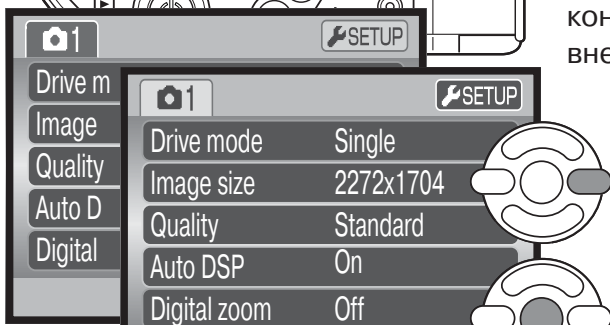 1 SETUP
Drive m
Image
Quality
Auto D
Digital
1 SETUP
Drive mode Single
Image size 2272x1704
Quality Standard
Auto DSP On
Digital zoom Off
кон
вне